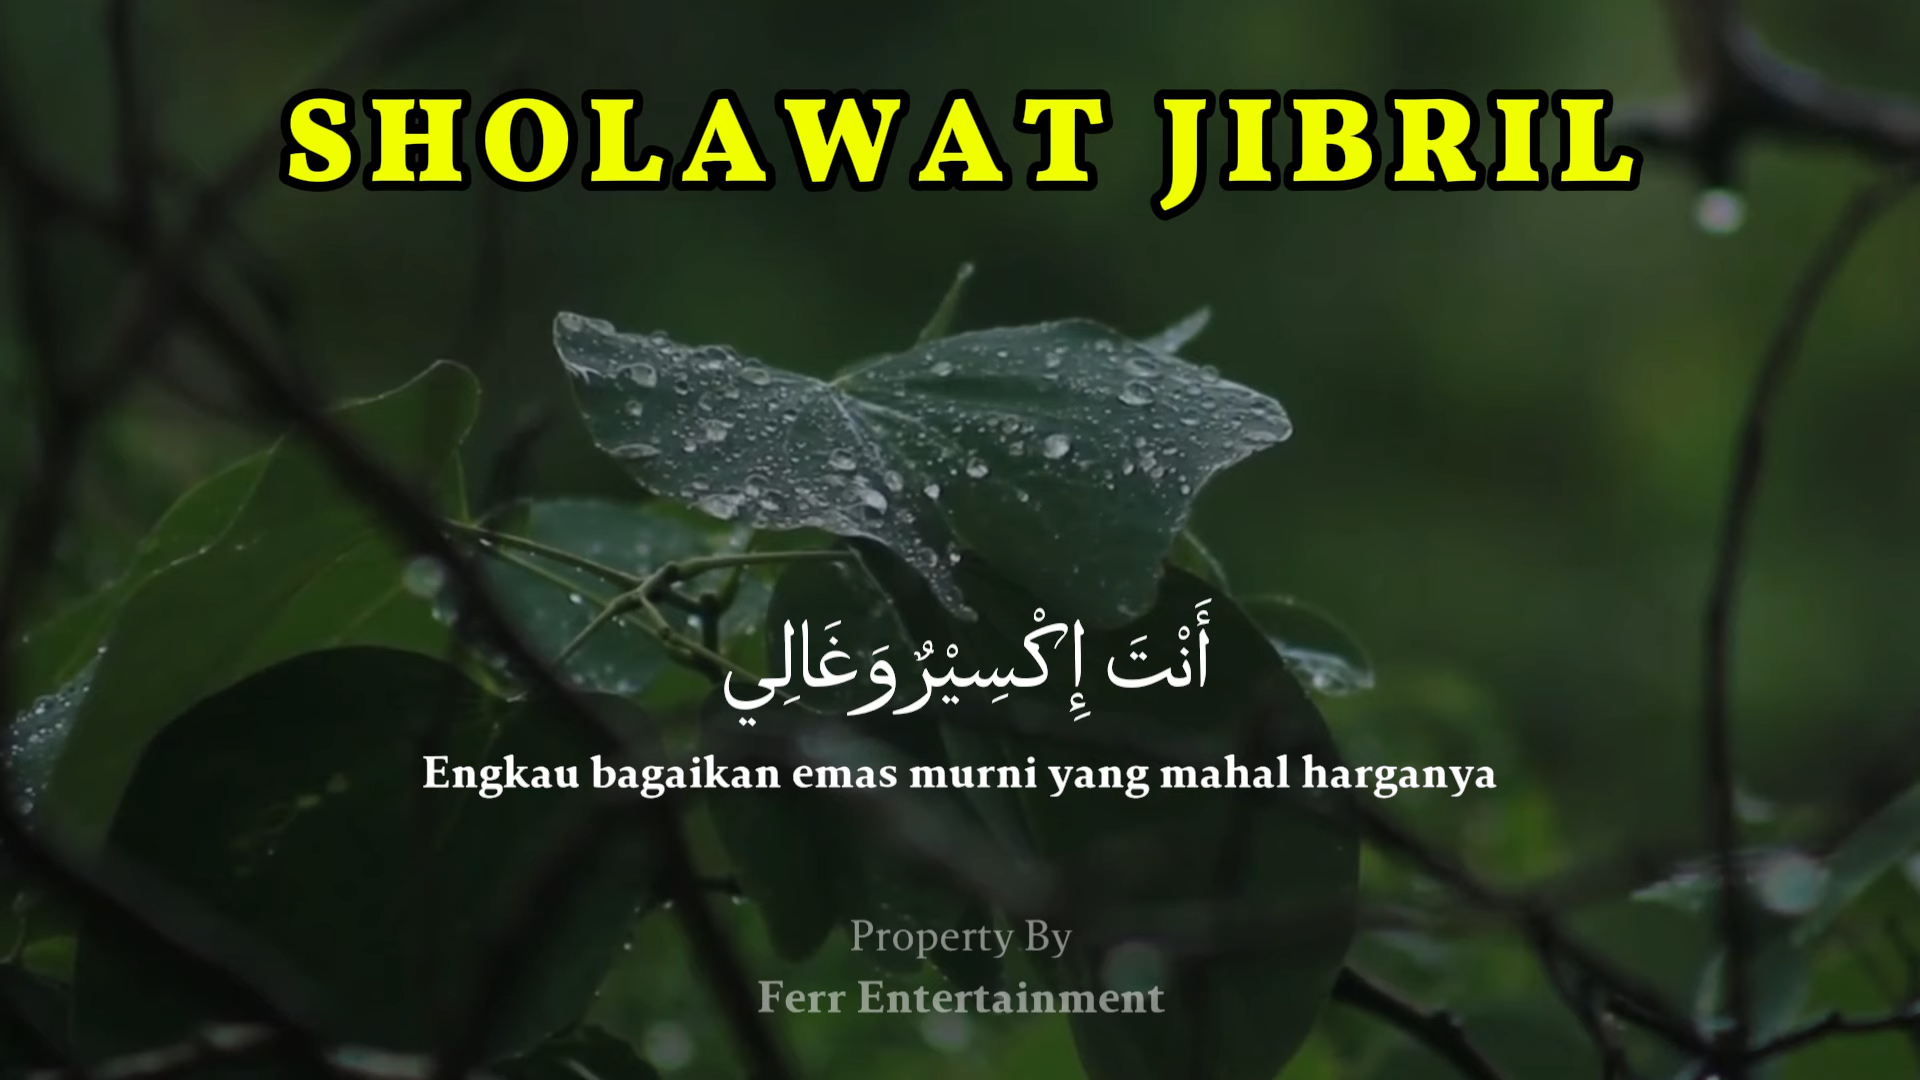 SHOLAWAT JIBRIL
أَنْتَ إِكْسِيْرٌوَغَالِي
Engkau bagaikan emas murni yang mahal harganya
Property By
Ferr Entertainment